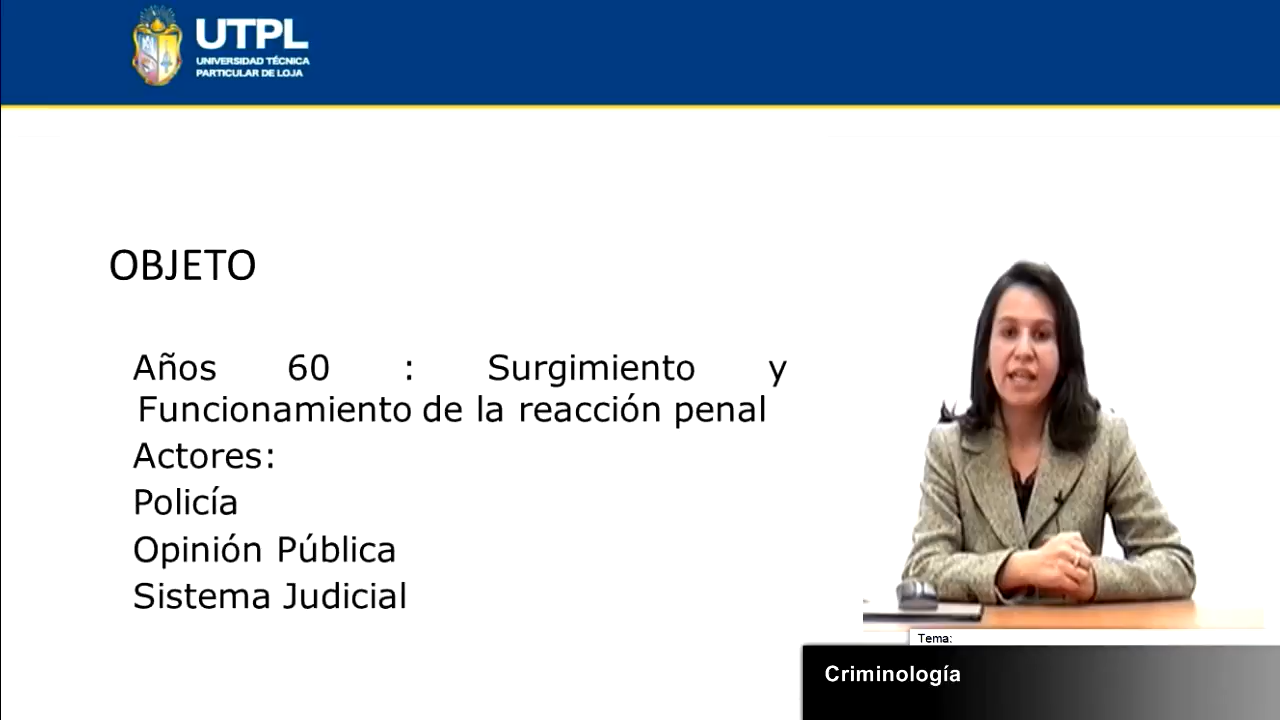 UTPL
UNIVERSIDAD TÉCNICA
PARTICULAR DE LOJA
OBJETO
Años 60 : Surgimiento y
Funcionamiento de la reacción penal
Actores:
Policía
Opinión Pública
Sistema Judicial
Tema:
Criminología